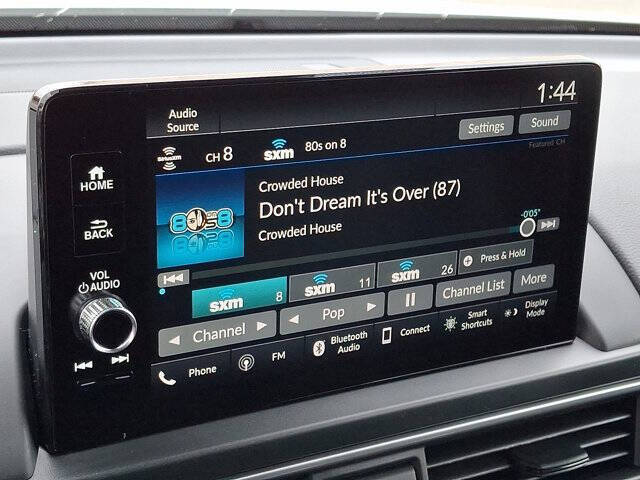 1:44
Audio
Source
Settings
Sound
SiriusXM
CH 8
sxm
80s on 8
Featured CH
HOME
BACK
VOL
AUDIO
Crowded House
Don't Dream It's Over (87)
Crowded House
-0'05"
sxm 8
sxm 11
sxm 26
Press & Hold
Channel
Pop
Channel List
More
Phone
FM
Bluetooth
Audio
Connect
Smart
Shortcuts
Display
Mode